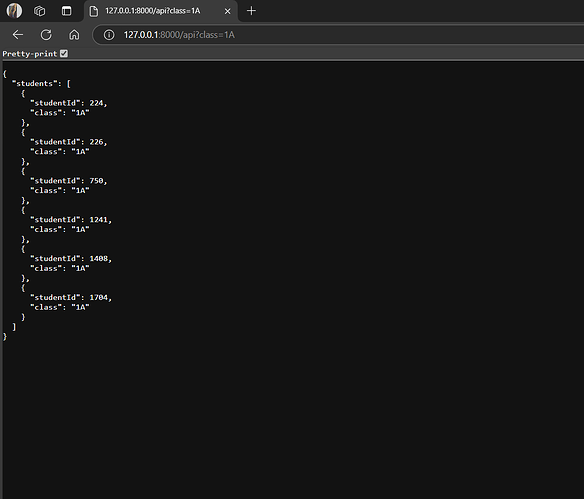 127.0.0.1:8000/api?class=1A
127.0.0.1:8000/api?class=1A
Pretty-print
{
  "students": [
    {
      "studentId": 224,
      "class": "1A"
    },
    {
      "studentId": 226,
      "class": "1A"
    },
    {
      "studentId": 750,
      "class": "1A"
    },
    {
      "studentId": 1241,
      "class": "1A"
    },
    {
      "studentId": 1408,
      "class": "1A"
    },
    {
      "studentId": 1704,
      "class": "1A"
    }
  ]
}